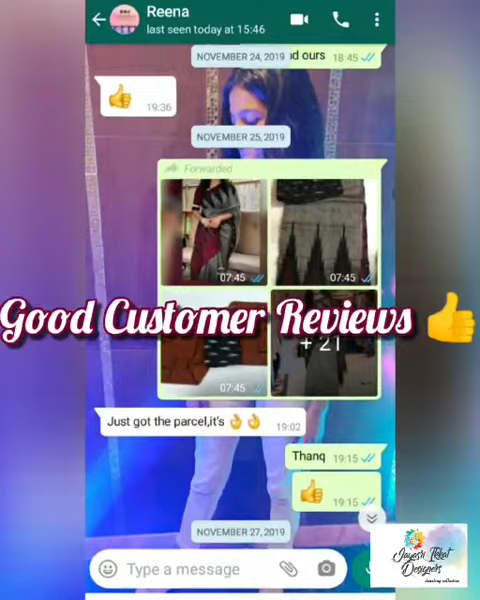 Reena
last seen today at 15:46
NOVEMBER 24, 2019
d ours 18:45
👍 19:36
NOVEMBER 25, 2019
Forwarded
07:45 07:45
Good Customer Reviews 👍
+ 21
07:45
Just got the parcel,it's 👌👌 19:02
Thanq 19:15
👍 19:15
NOVEMBER 27, 2019
Type a message
Jayasri Ikkat
Designers